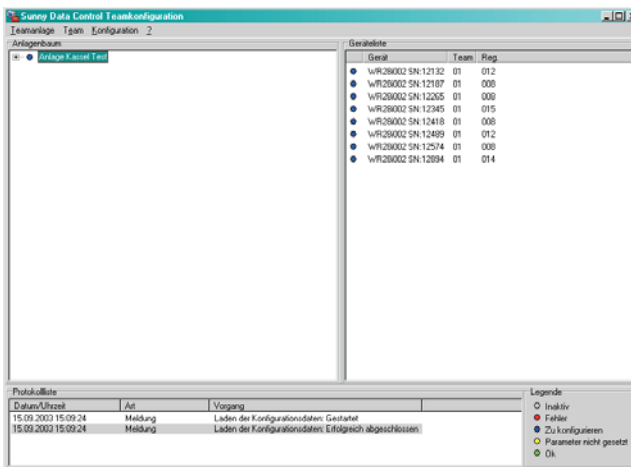 Sunny Data Control Teamkonfiguration
Teamanlage Team Konfiguration ?
Anlagenbaum
Anlage Kassel Test
Geräteliste
Gerät Team Reg.
WR28I002 SN:12132 01 012
WR28I002 SN:12187 01 008
WR28I002 SN:12265 01 008
WR28I002 SN:12345 01 015
WR28I002 SN:12418 01 008
WR28I002 SN:12489 01 012
WR28I002 SN:12574 01 008
WR28I002 SN:12894 01 014
Protokollliste
Datum/Uhrzeit Art Vorgang
15.09.2003 15:09:24 Meldung Laden der Konfigurationsdaten: Gestartet
15.09.2003 15:09:24 Meldung Laden der Konfigurationsdaten: Erfolgreich abgeschlossen
Legende
Inaktiv
Fehler
Zu konfigurieren
Parameter nicht gesetzt
Ok